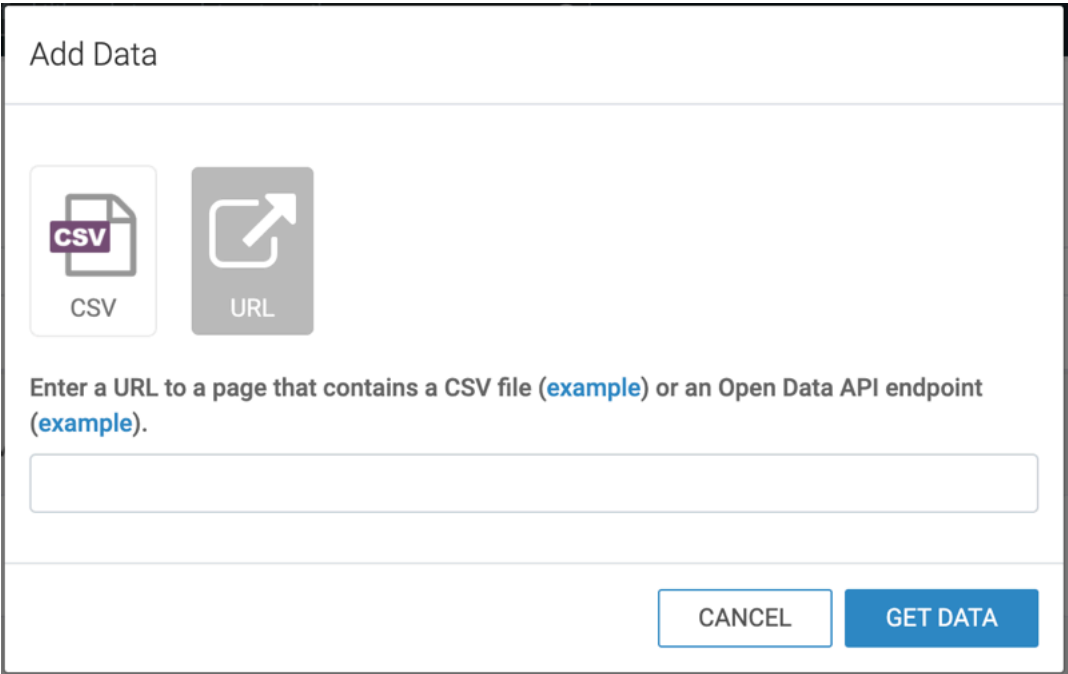 Add Data
CSV
CSV
URL
Enter a URL to a page that contains a CSV file (example) or an Open Data API endpoint
(example).
CANCEL
GET DATA